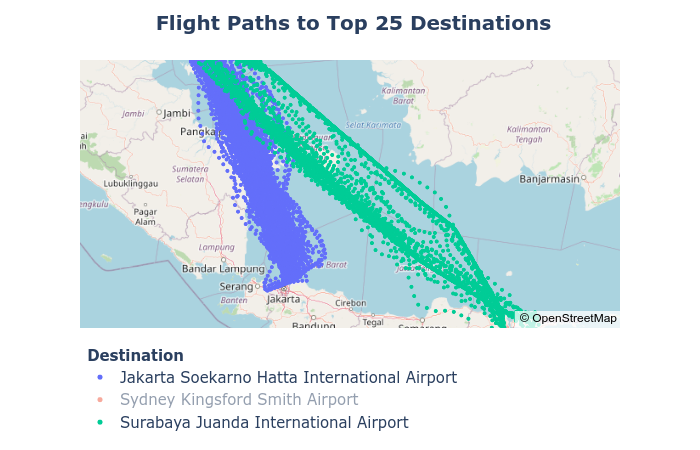 Flight Paths to Top 25 Destinations
Kalimantan
Barat
Jambi
Jambi
Selat Karimata
Pangka
Kalimantan
Tengah
ai
Sumatera
Selatan
Lubuklinggau
Banjarmasin
engkulu
Pagar
Alam
Lampung
Bandar Lampung
Barat
Serang
Banten
Jakarta
Cirebon
Tegal
Bandung
Semarang
© OpenStreetMap
Destination
Jakarta Soekarno Hatta International Airport
Sydney Kingsford Smith Airport
Surabaya Juanda International Airport